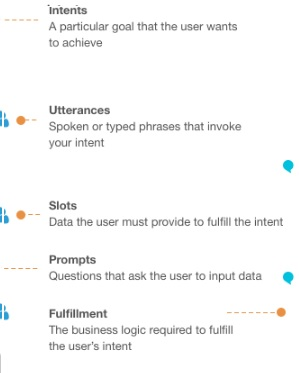 Intents
A particular goal that the user wants
to achieve
Utterances
Spoken or typed phrases that invoke
your intent
Slots
Data the user must provide to fulfill the intent
Prompts
Questions that ask the user to input data
Fulfillment
The business logic required to fulfill
the user's intent